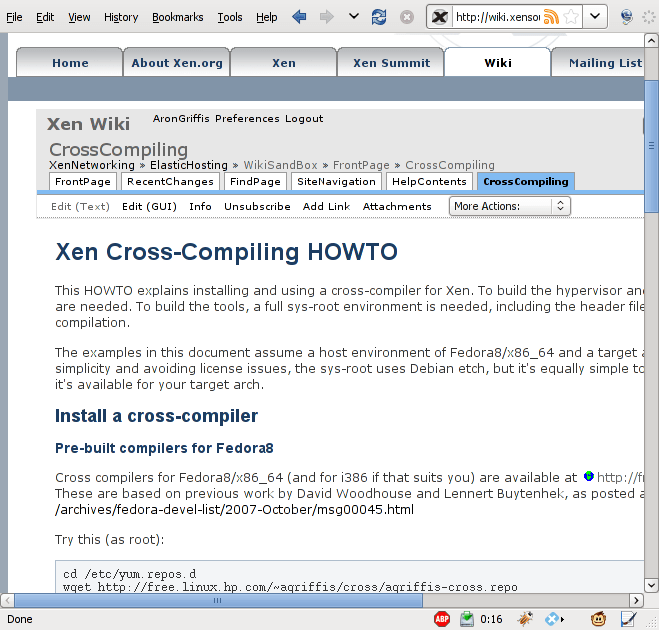 File Edit View History Bookmarks Tools Help http://wiki.xensou
Home About Xen.org Xen Xen Summit Wiki Mailing List
Xen Wiki AronGriffis Preferences Logout
CrossCompiling
XenNetworking » ElasticHosting » WikiSandBox » FrontPage » CrossCompiling
FrontPage RecentChanges FindPage SiteNavigation HelpContents CrossCompiling
Edit (Text) Edit (GUI) Info Unsubscribe Add Link Attachments More Actions:
Xen Cross-Compiling HOWTO
This HOWTO explains installing and using a cross-compiler for Xen. To build the hypervisor an
are needed. To build the tools, a full sys-root environment is needed, including the header file
compilation.
The examples in this document assume a host environment of Fedora8/x86_64 and a target a
simplicity and avoiding license issues, the sys-root uses Debian etch, but it's equally simple to
it's available for your target arch.
Install a cross-compiler
Pre-built compilers for Fedora8
Cross compilers for Fedora8/x86_64 (and for i386 if that suits you) are available at http://f
These are based on previous work by David Woodhouse and Lennert Buytenhek, as posted a
/archives/fedora-devel-list/2007-October/msg00045.html
Try this (as root):
cd /etc/yum.repos.d
wget http://free.linux.hp.com/~agriffis/cross/agriffis-cross.repo
Done ABP 0:16